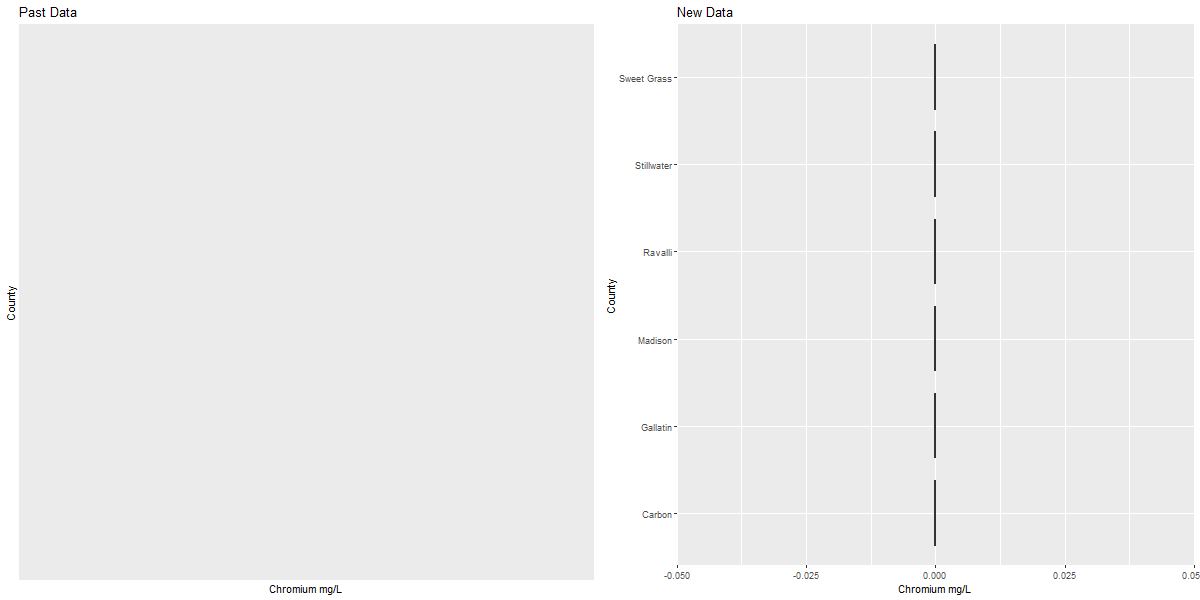 Past Data
County
Chromium mg/L
New Data
County
Sweet Grass
Stillwater
Ravalli
Madison
Gallatin
Carbon
-0.050 -0.025 0.000 0.025 0.05
Chromium mg/L